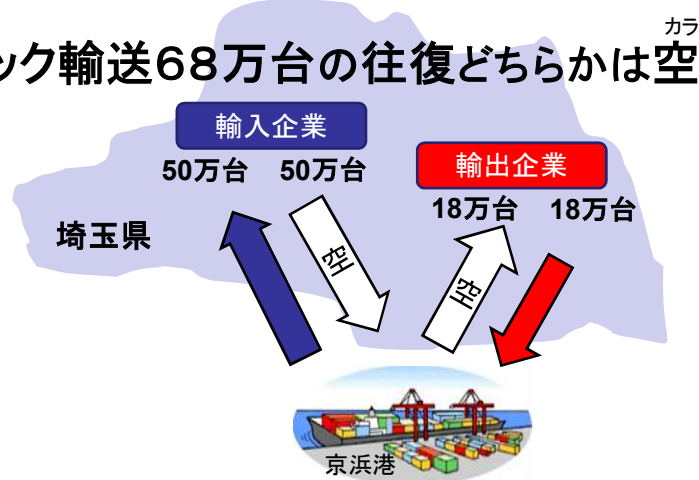 カラ
ック輸送68万台の往復どちらかは空
輸入企業
50万台 50万台
輸出企業
18万台 18万台
埼玉県
空
空
京浜港